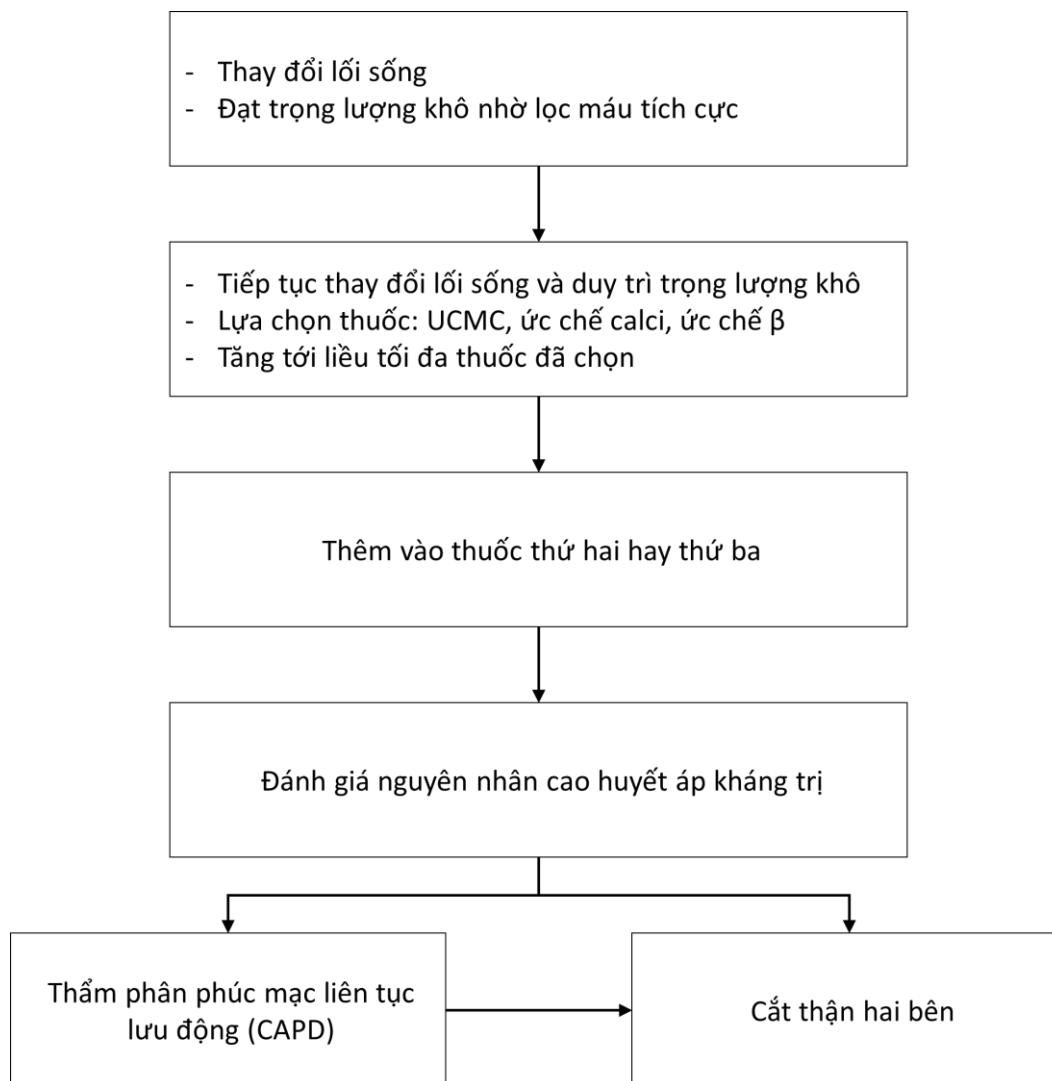 - Thay đổi lối sống
- Đạt trọng lượng khô nhờ lọc máu tích cực
- Tiếp tục thay đổi lối sống và duy trì trọng lượng khô
- Lựa chọn thuốc: UCMC, ức chế calci, ức chế β
- Tăng tới liều tối đa thuốc đã chọn
Thêm vào thuốc thứ hai hay thứ ba
Đánh giá nguyên nhân cao huyết áp kháng trị
Thẩm phân phúc mạc liên tục
lưu động (CAPD)
Cắt thận hai bên